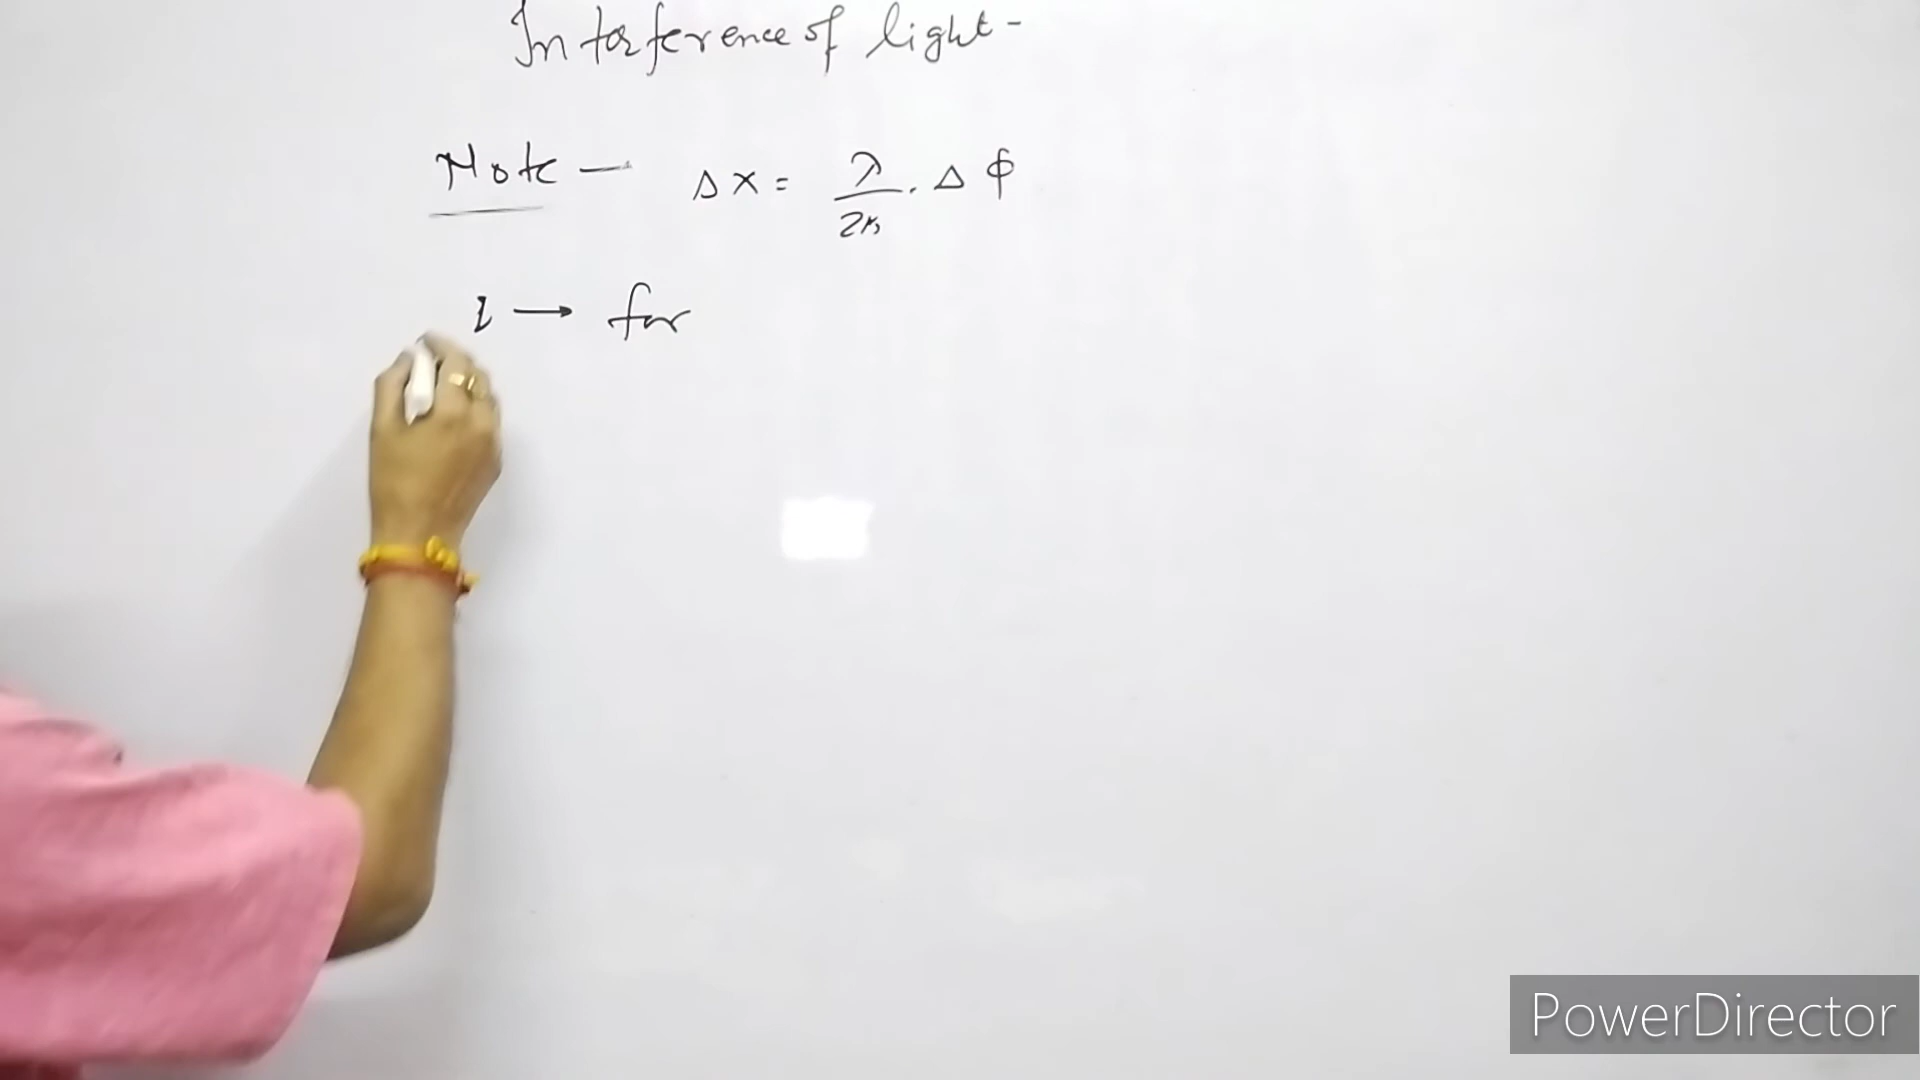 Interference of light -
Note - Δx = λ/2π . Δφ
1 → for
PowerDirector